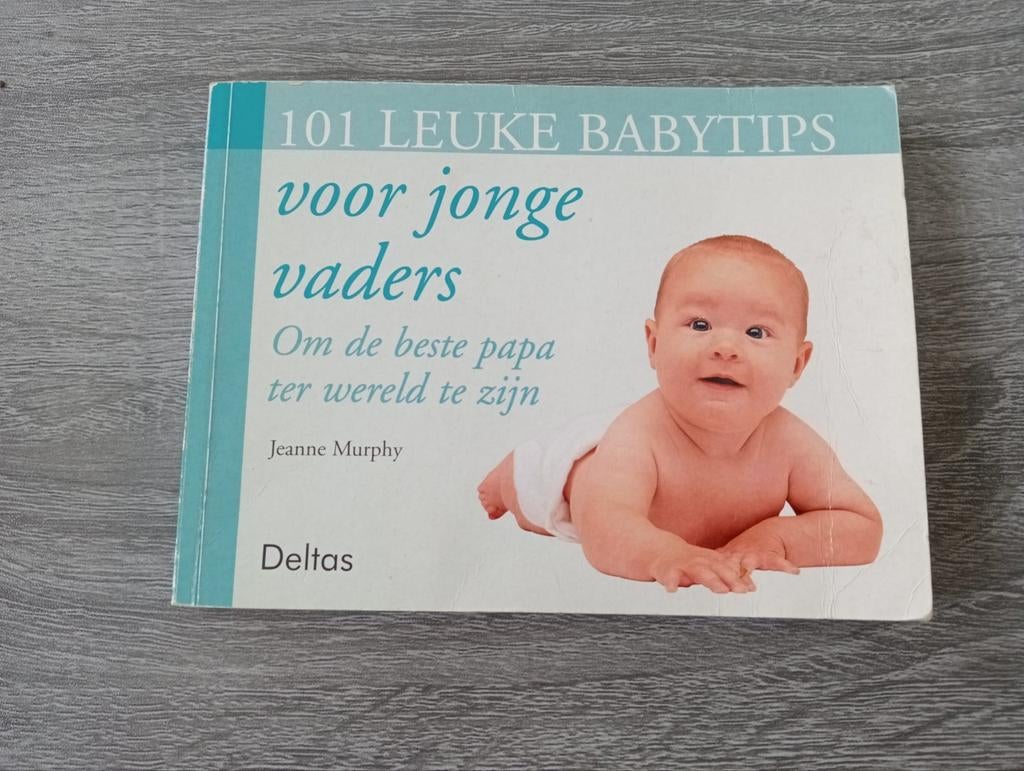 101 LEUKE BABYTIPS
voor jonge
vaders
Om de beste papa
ter wereld te zijn
Jeanne Murphy
Deltas